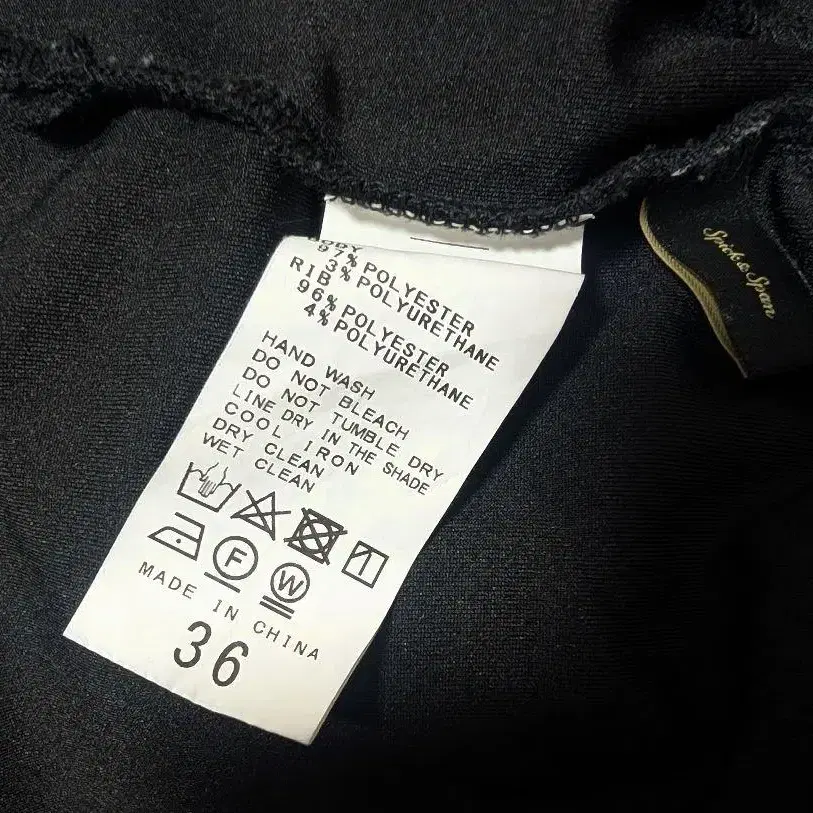 BODY
97% POLYESTER
3% POLYURETHANE
RIB
96% POLYESTER
4% POLYURETHANE
HAND WASH
DO NOT BLEACH
DO NOT TUMBLE DRY
LINE DRY IN THE SHADE
COOL IRON
DRY CLEAN
WET CLEAN
F
W
MADE IN CHINA
36
Spick & Span